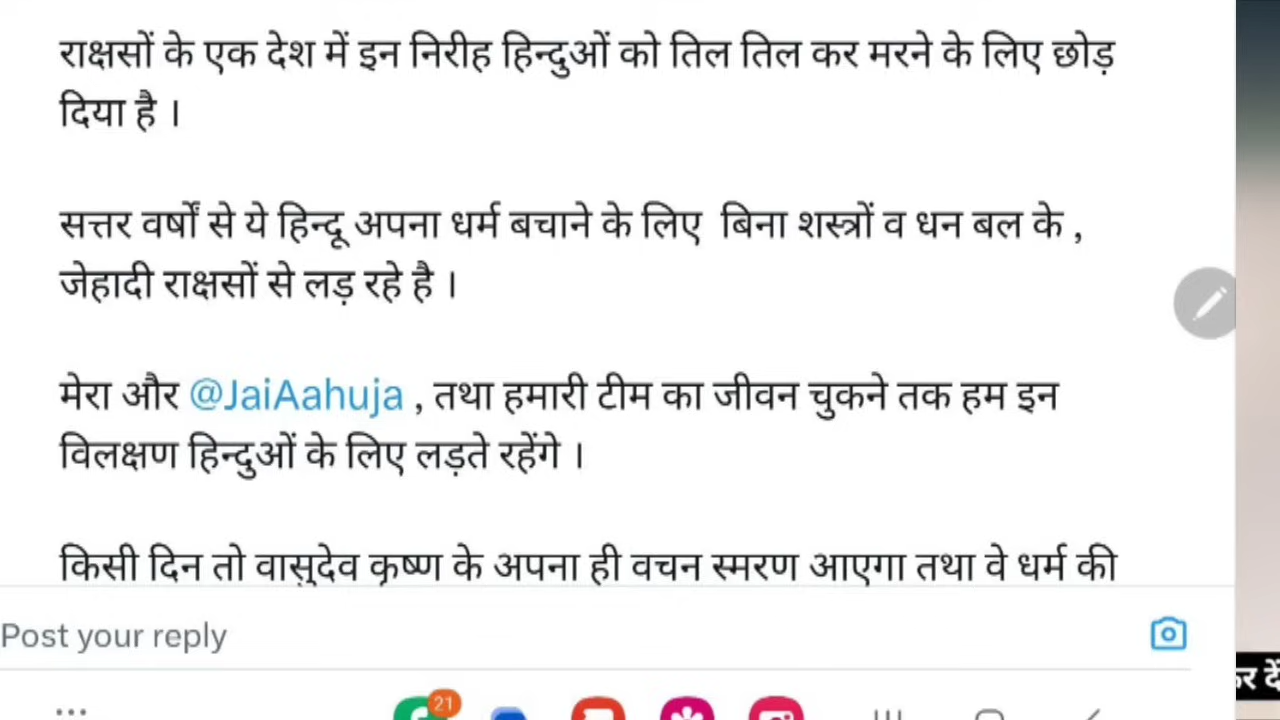 राक्षसों के एक देश में इन निरीह हिन्दुओं को तिल तिल कर मरने के लिए छोड़
दिया है ।
सत्तर वर्षों से ये हिन्दू अपना धर्म बचाने के लिए बिना शस्त्रों व धन बल के ,
जेहादी राक्षसों से लड़ रहे है ।
मेरा और @JaiAahuja , तथा हमारी टीम का जीवन चुकने तक हम इन
विलक्षण हिन्दुओं के लिए लड़ते रहेंगे ।
किसी दिन तो वासुदेव कृष्ण के अपना ही वचन स्मरण आएगा तथा वे धर्म की
Post your reply
21